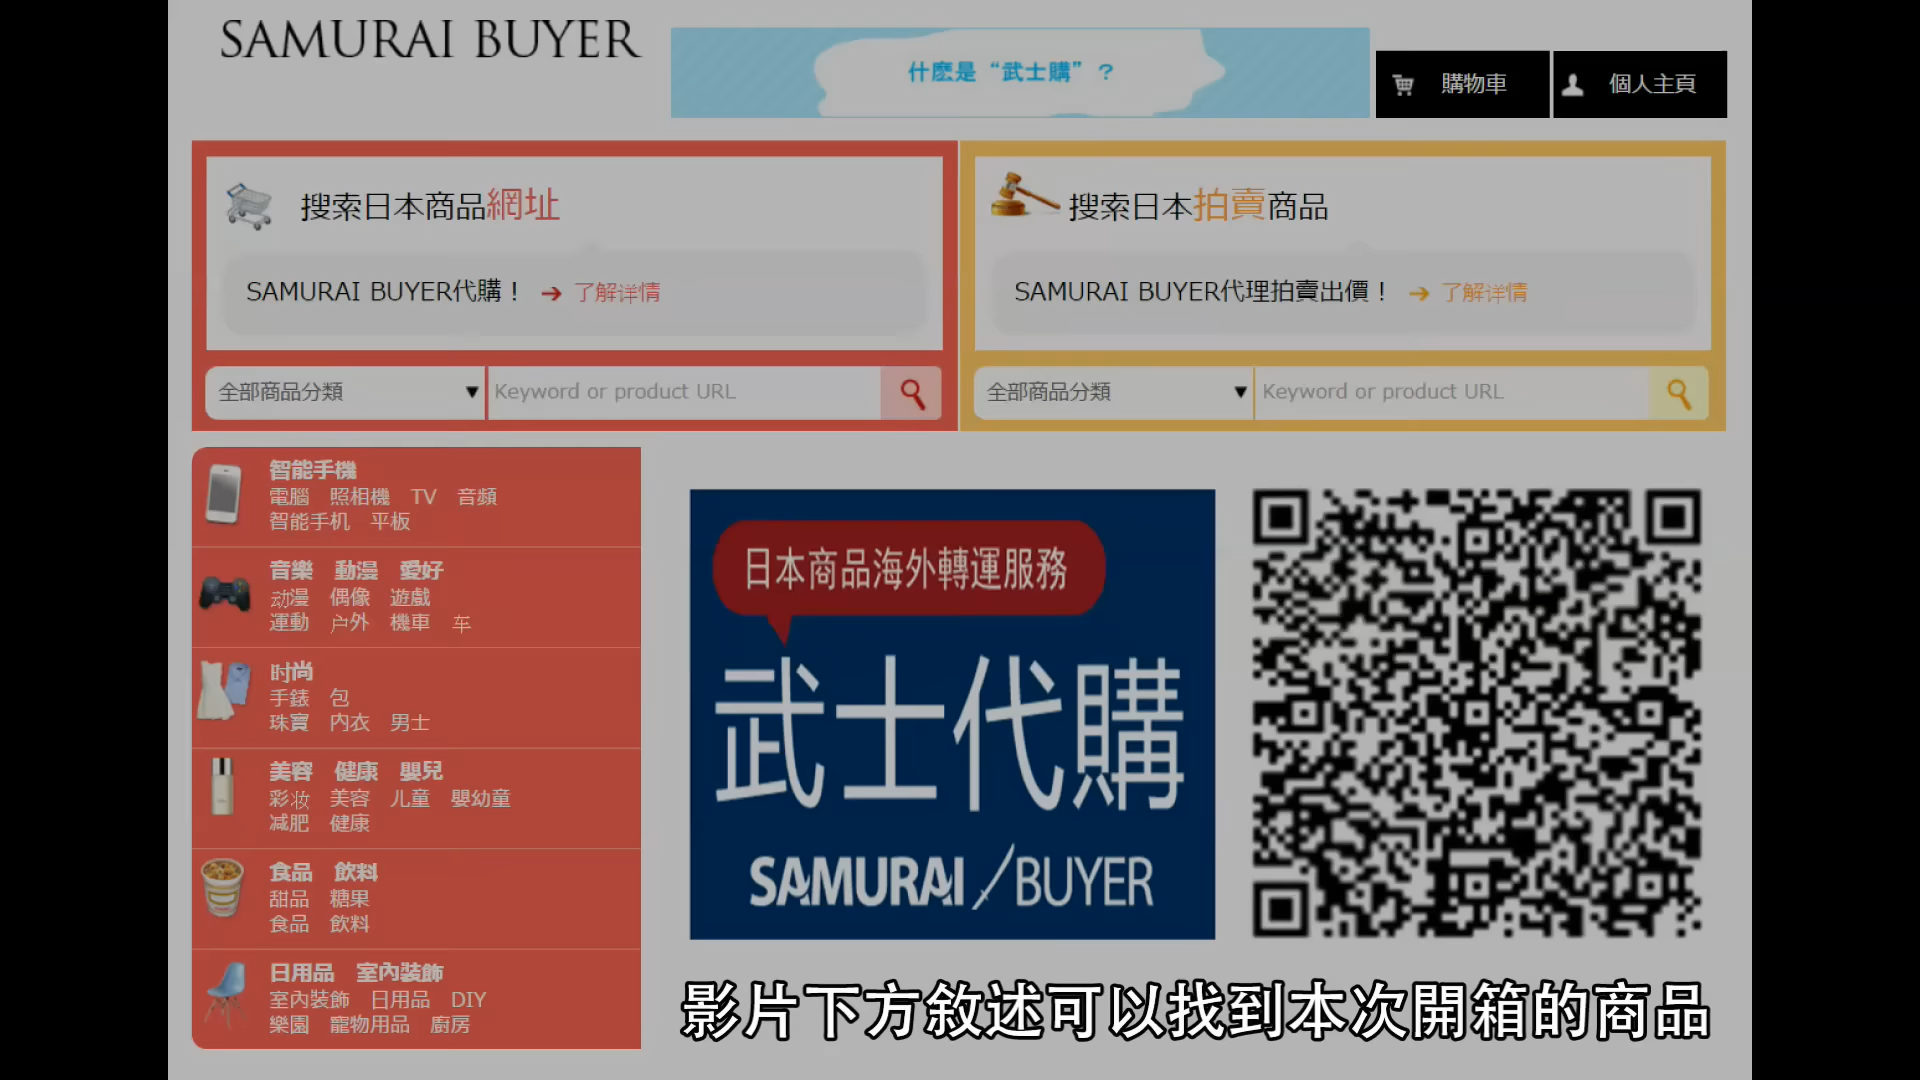 SAMURAI BUYER
什麼是“武士購”？
購物車
個人主頁
搜索日本商品網址
SAMURAI BUYER代購！ ➔ 了解详情
全部商品分類 ▼
Keyword or product URL
搜索日本拍賣商品
SAMURAI BUYER代理拍賣出價！ ➔ 了解详情
全部商品分類 ▼
Keyword or product URL
智能手機
電腦 照相機 TV 音頻
智能手机 平板
音樂 動漫 愛好
动漫 偶像 遊戲
運動 户外 機車 车
时尚
手錶 包
珠寶 内衣 男士
美容 健康 嬰兒
彩妆 美容 儿童 嬰幼童
减肥 健康
食品 飲料
甜品 糖果
食品 飲料
日用品 室內裝飾
室內裝飾 日用品 DIY
樂園 寵物用品 廚房
日本商品海外轉運服務
武士代購
SAMURAI/BUYER
影片下方敘述可以找到本次開箱的商品